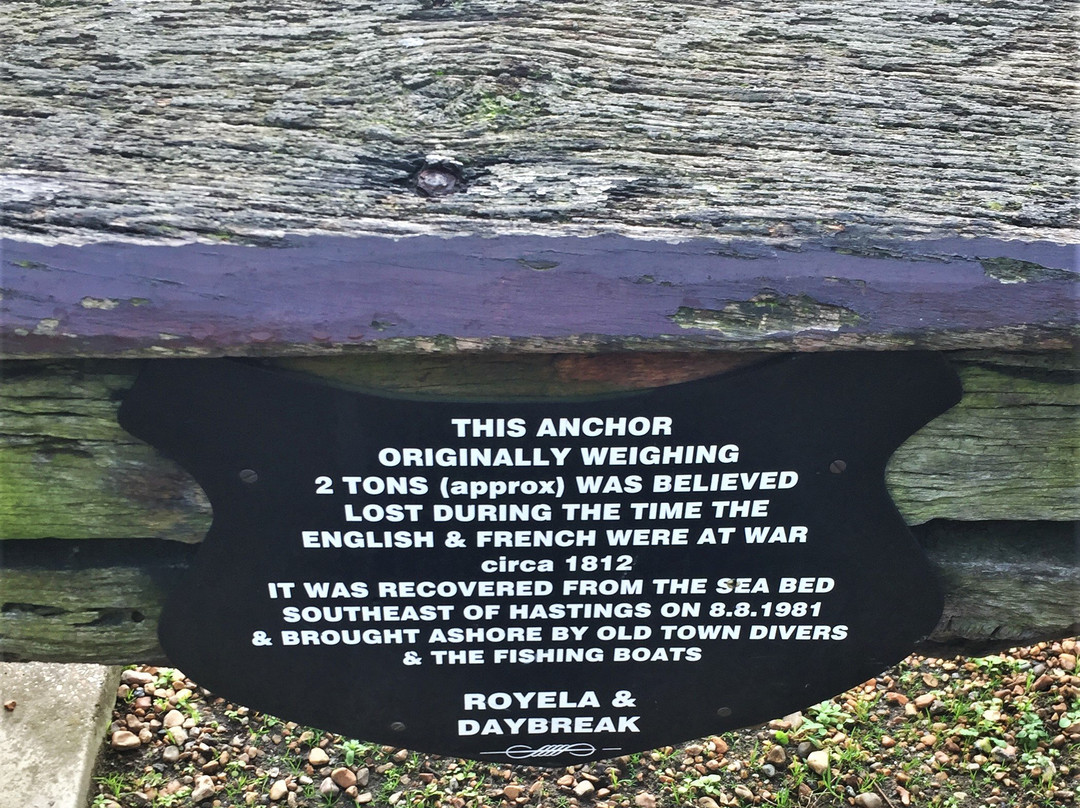 THIS ANCHOR
ORIGINALLY WEIGHING
2 TONS (approx) WAS BELIEVED
LOST DURING THE TIME THE
ENGLISH & FRENCH WERE AT WAR
circa 1812
IT WAS RECOVERED FROM THE SEA BED
SOUTHEAST OF HASTINGS ON 8.8.1981
& BROUGHT ASHORE BY OLD TOWN DIVERS
& THE FISHING BOATS
ROYELA &
DAYBREAK